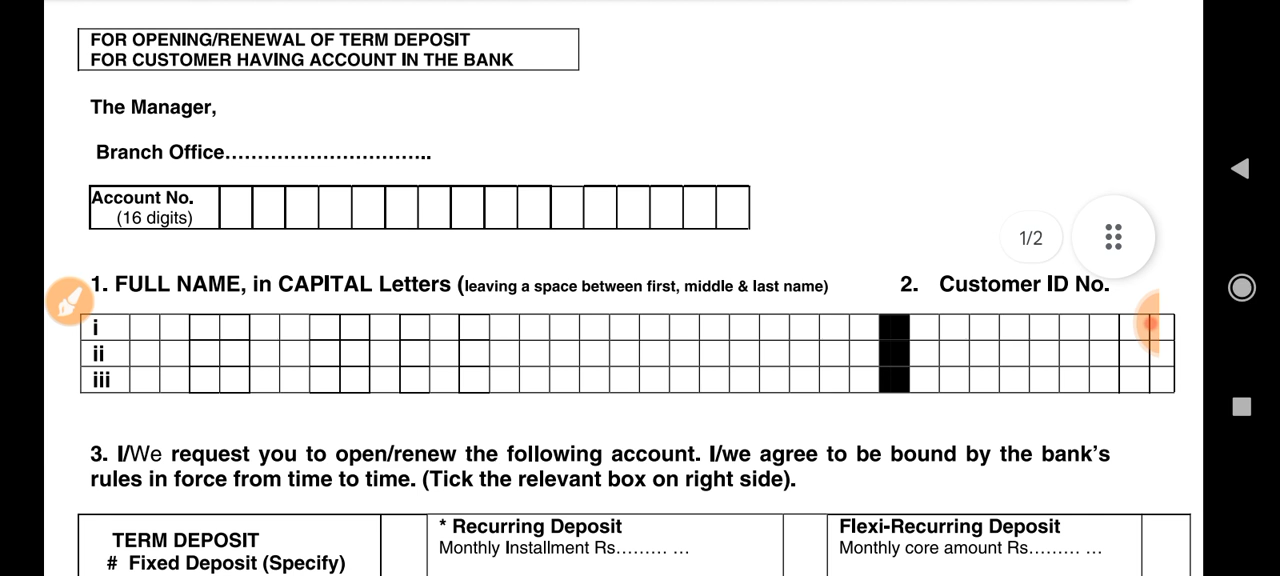 FOR OPENING/RENEWAL OF TERM DEPOSIT
FOR CUSTOMER HAVING ACCOUNT IN THE BANK
The Manager,
Branch Office…………………………..
Account No.
(16 digits)
1/2
1. FULL NAME, in CAPITAL Letters (leaving a space between first, middle & last name) 2. Customer ID No.
i
ii
iii
3. I/We request you to open/renew the following account. I/we agree to be bound by the bank's
rules in force from time to time. (Tick the relevant box on right side).
TERM DEPOSIT
# Fixed Deposit (Specify)
* Recurring Deposit
Monthly Installment Rs……… …
Flexi-Recurring Deposit
Monthly core amount Rs……… …